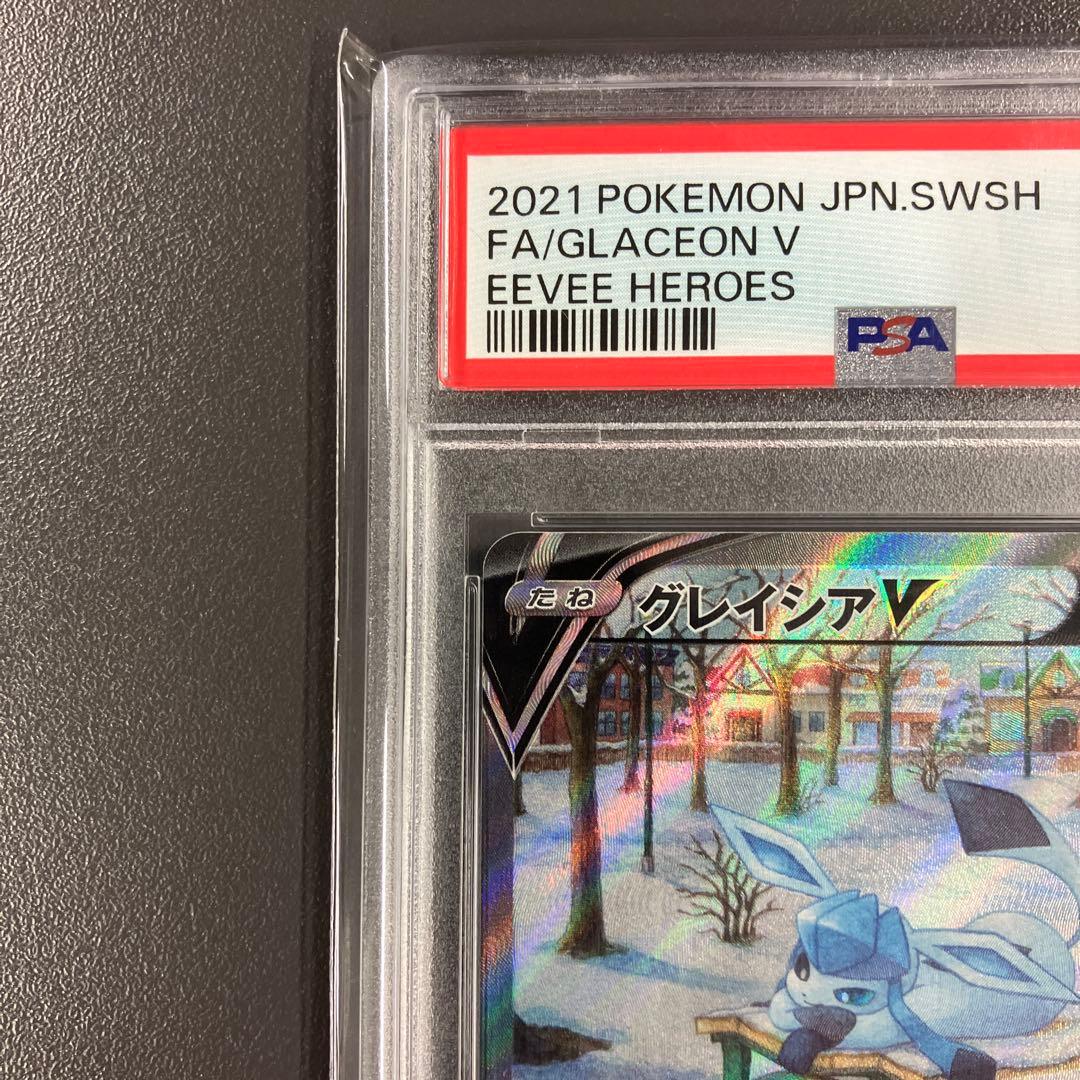 2021 POKEMON JPN.SWSH
FA/GLACEON V
EEVEE HEROES
PSA
たね グレイシアV